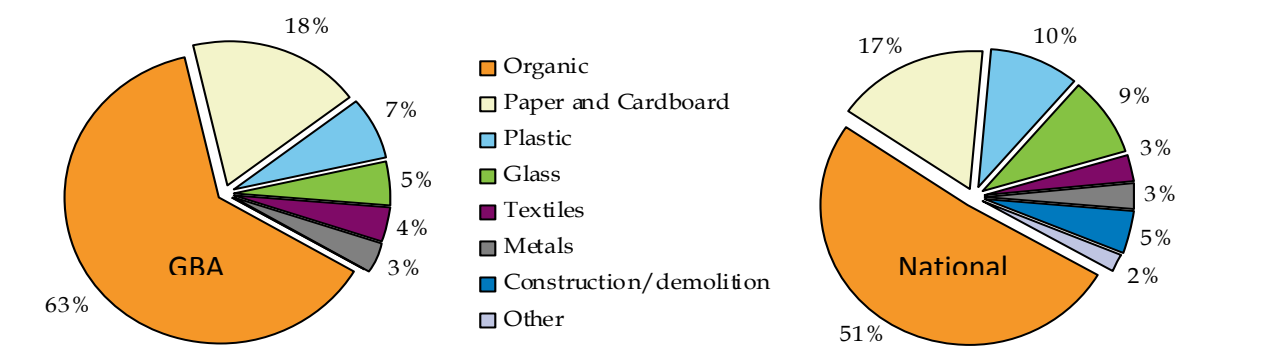 18%
7%
5%
4%
3%
63%
GBA
Organic
Paper and Cardboard
Plastic
Glass
Textiles
Metals
Construction/demolition
Other
17%
10%
9%
3%
3%
5%
2%
51%
National